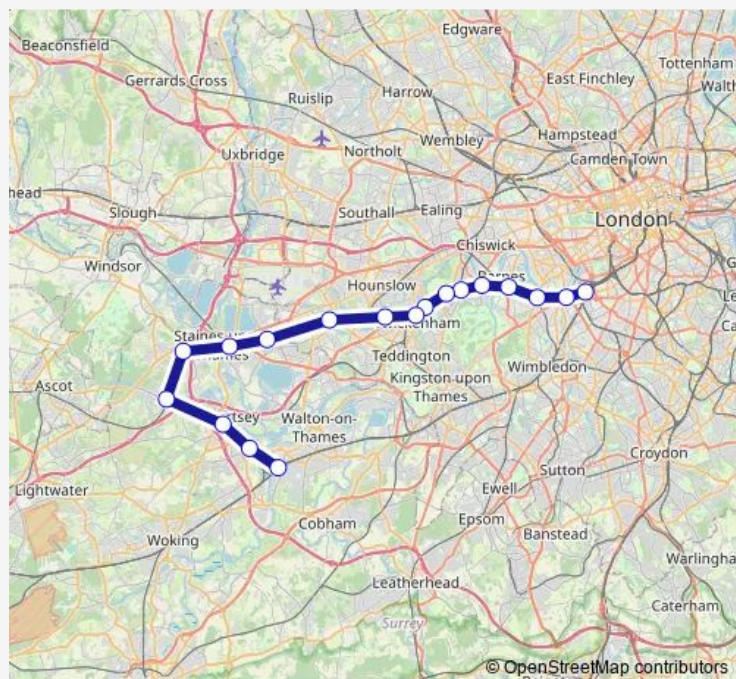 Edgware
Beaconsfield
Tottenham
Gerrards Cross
East Finchley
Walth
Ruislip
Harrow
Hampstead
Wembley
Uxbridge
Northolt
Camden Town
head
Slough
Southall
Ealing
London
Chiswick
Windsor
Hounslow
Barnes
Staines-u
Teddington
Kingston upon
Thames
Wimbledon
Ascot
rtsey
Walton-on-
Thames
Croydon
Sutton
Lightwater
Ewell
Cobham
Epsom
Banstead
Woking
Warlingha
Leatherhead
Caterham
Surrey
© OpenStreetMap contributors